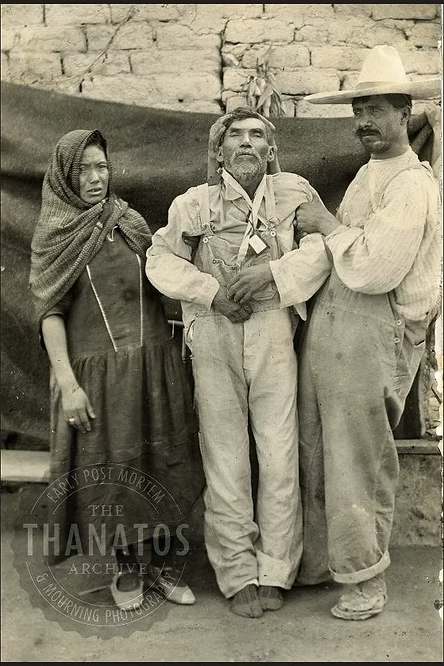 EARLY POST MORTEM
THE
THANATOS
ARCHIVE
& MOURNING PHOTOGRAPHY